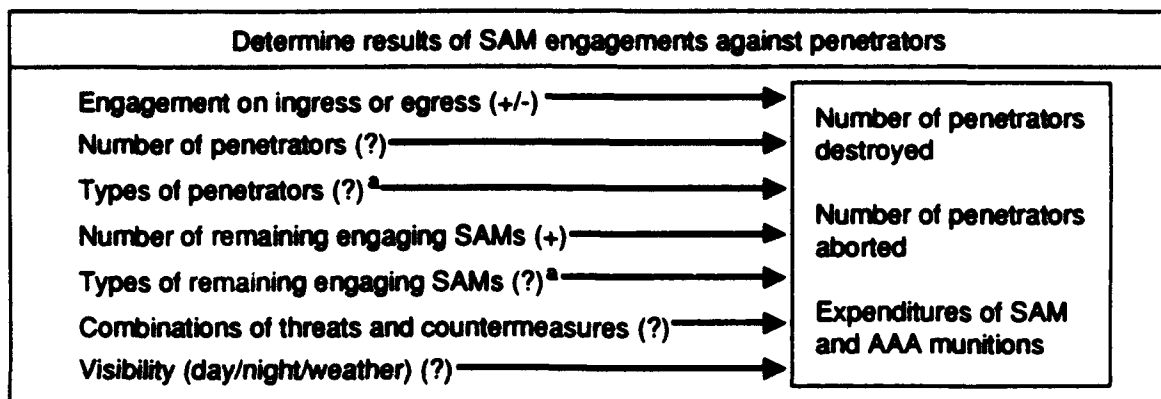 Determine results of SAM engagements against penetrators
Engagement on ingress or egress (+/-)
Number of penetrators (?)
Types of penetrators (?)a
Number of remaining engaging SAMs (+)
Types of remaining engaging SAMs (?)a
Combinations of threats and countermeasures (?)
Visibility (day/night/weather) (?)
Number of penetrators
destroyed
Number of penetrators
aborted
Expenditures of SAM
and AAA munitions